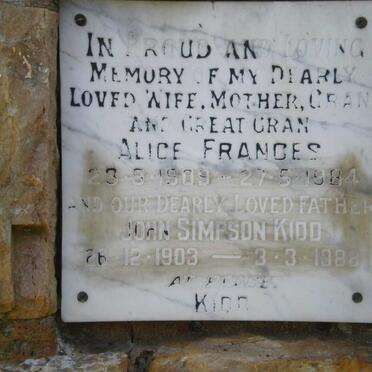 IN PROUD AND LOVING
MEMORY OF MY DEARLY
LOVED WIFE, MOTHER, GRAN
AND GREAT GRAN
ALICE FRANCES
23-8-1909 - 27-5-1984
AND OUR DEARLY LOVED FATHER
JOHN SIMPSON KIDD
26-12-1903 - 3-3-1988
AT PEACE.
KIDD